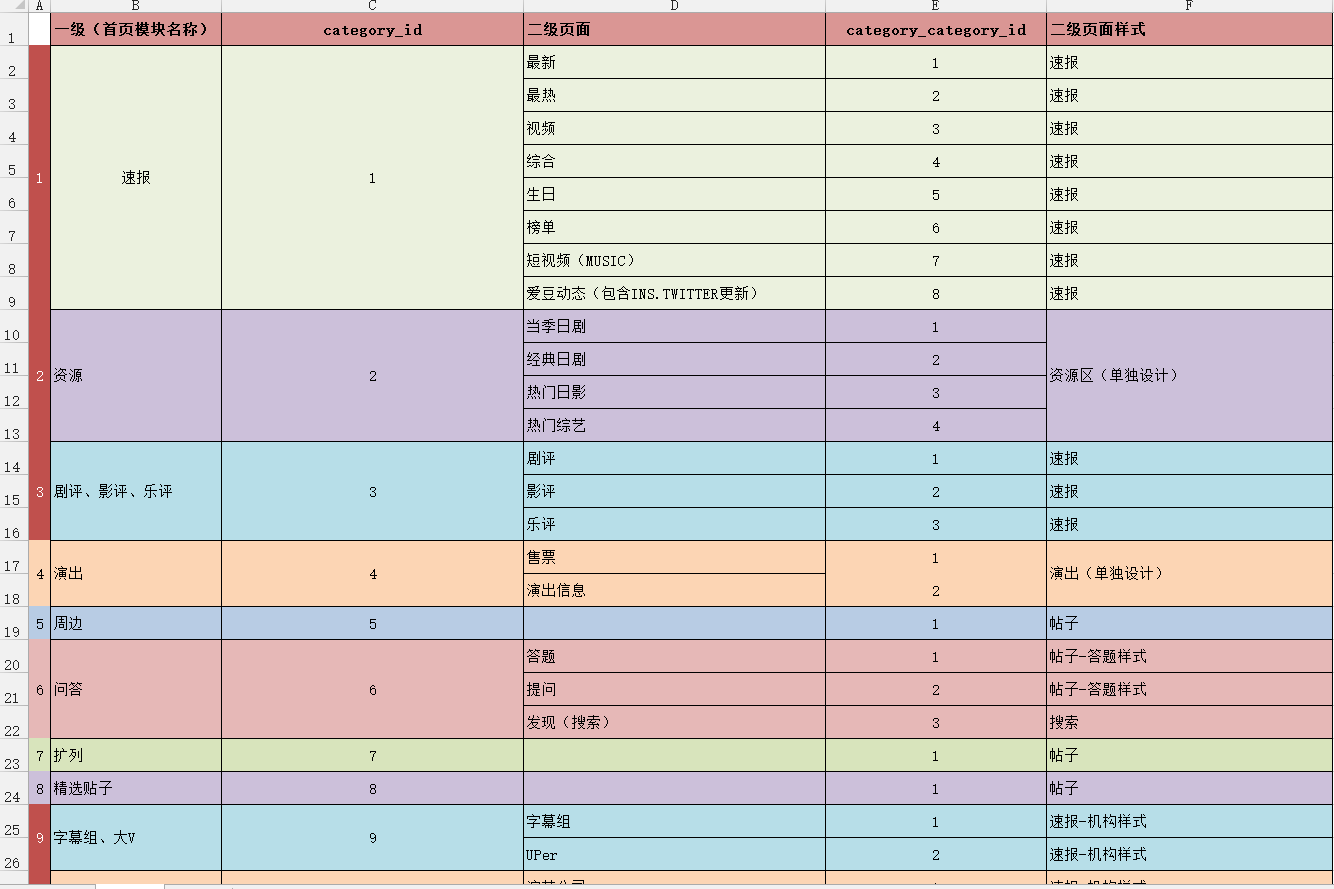 A B C D E F
1 一级（首页模块名称） category_id 二级页面 category_category_id 二级页面样式
2 最新 1 速报
3 最热 2 速报
4 视频 3 速报
5 综合 4 速报
1 速报 1
6 生日 5 速报
7 榜单 6 速报
8 短视频（MUSIC） 7 速报
9 爱豆动态（包含INS.TWITTER更新） 8 速报
10 当季日剧 1
11 经典日剧 2
2 资源 2 资源区（单独设计）
12 热门日影 3
13 热门综艺 4
14 剧评 1 速报
15 3 剧评、影评、乐评 3 影评 2 速报
16 乐评 3 速报
17 售票 1
4 演出 4 演出（单独设计）
18 演出信息 2
19 5 周边 5 1 帖子
20 答题 1 帖子-答题样式
21 6 问答 6 提问 2 帖子-答题样式
22 发现（搜索） 3 搜索
23 7 扩列 7 1 帖子
24 8 精选贴子 8 1 帖子
25 字幕组 1 速报-机构样式
9 字幕组、大V 9
26 UPer 2 速报-机构样式